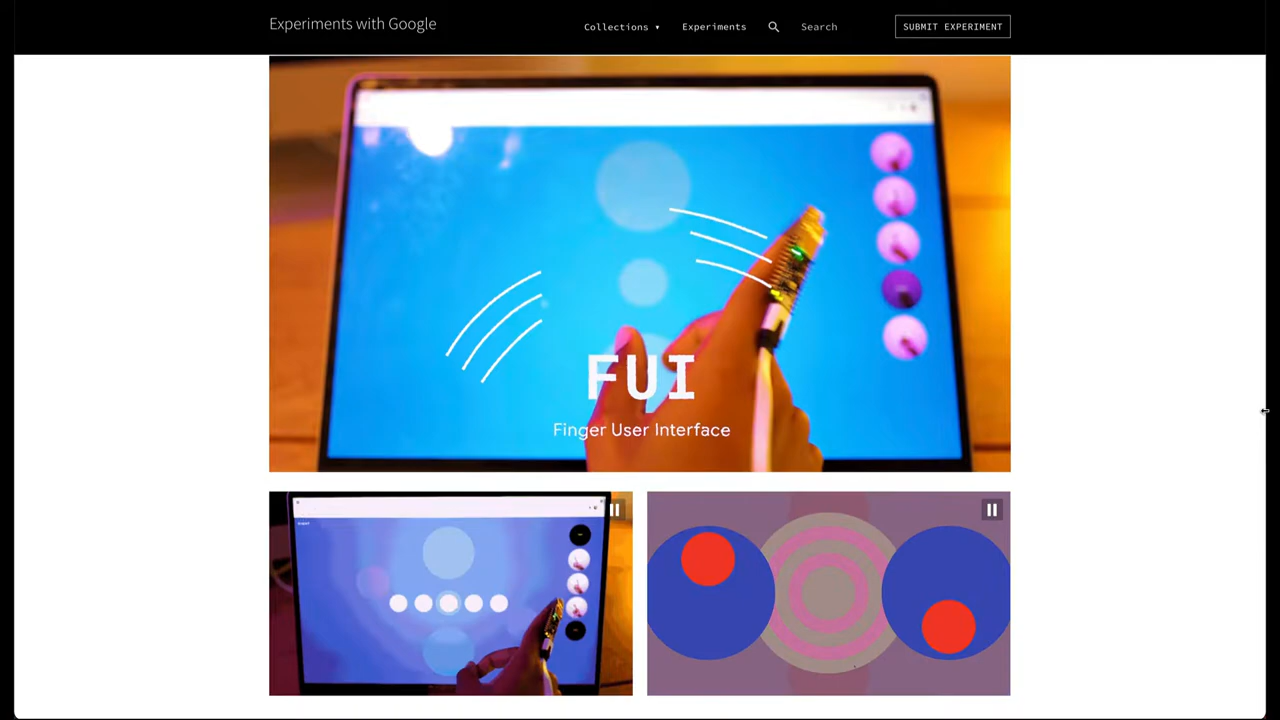 Experiments with Google
Collections ▾
Experiments
Search
SUBMIT EXPERIMENT
FUI
Finger User Interface